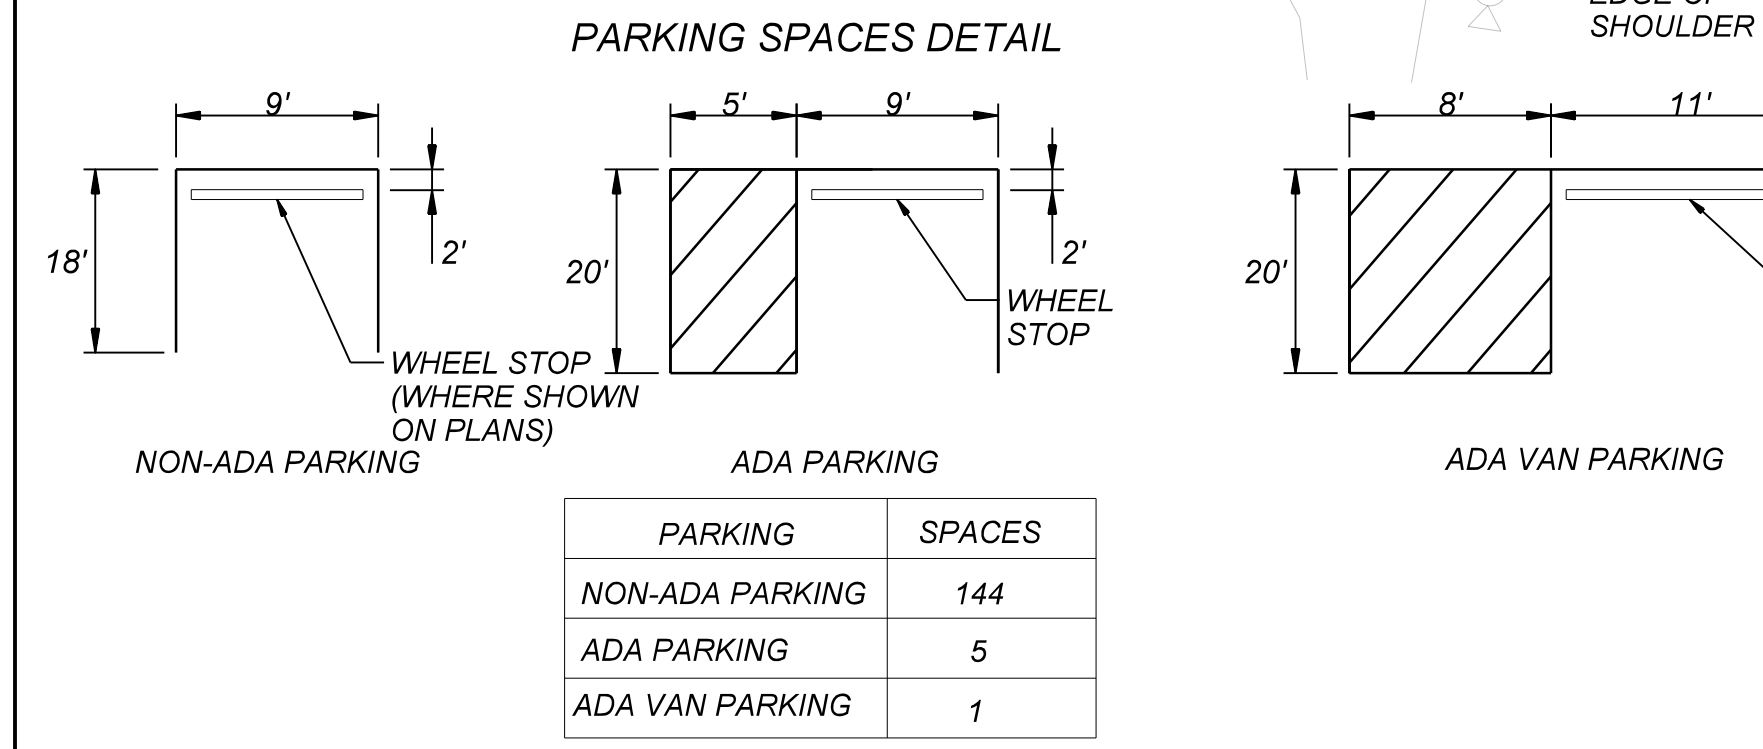 SHOULDER
PARKING SPACES DETAIL
9'
18'
2'
WHEEL STOP
(WHERE SHOWN
ON PLANS)
NON-ADA PARKING
5'
9'
20'
2'
WHEEL
STOP
ADA PARKING
8'
11'
20'
ADA VAN PARKING
PARKING SPACES
NON-ADA PARKING 144
ADA PARKING 5
ADA VAN PARKING 1